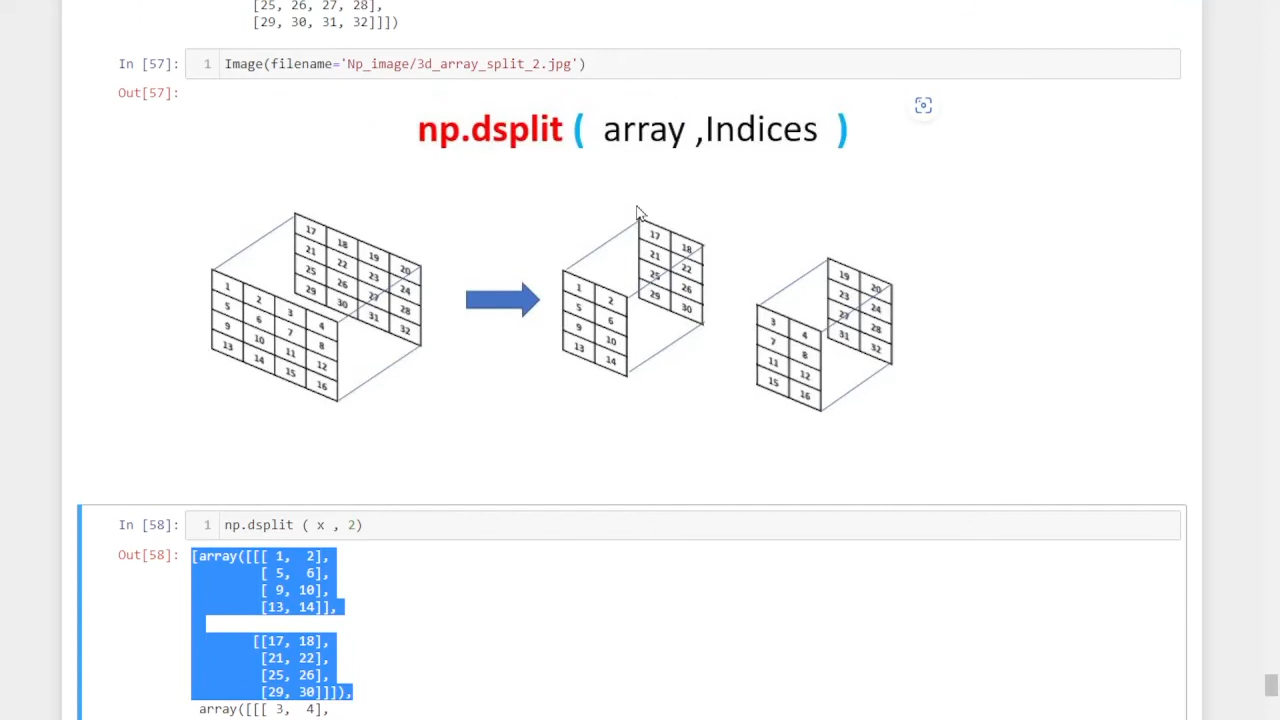 [25, 26, 27, 28],
[29, 30, 31, 32]]])
In [57]: 1 Image(filename='Np_image/3d_array_split_2.jpg')
Out[57]:
np.dsplit ( array ,Indices )
17 18 19 20
21 22 23 24
25 26 27 28
29 30 31 32
1 2 3 4
5 6 7 8
9 10 11 12
13 14 15 16
17 18
21 22
25 26
29 30
1 2
5 6
9 10
13 14
19 20
23 24
27 28
31 32
3 4
7 8
11 12
15 16
In [58]: 1 np.dsplit ( x , 2)
Out[58]: [array([[[ 1, 2],
[ 5, 6],
[ 9, 10],
[13, 14]],
[[17, 18],
[21, 22],
[25, 26],
[29, 30]]]),
array([[[ 3, 4],